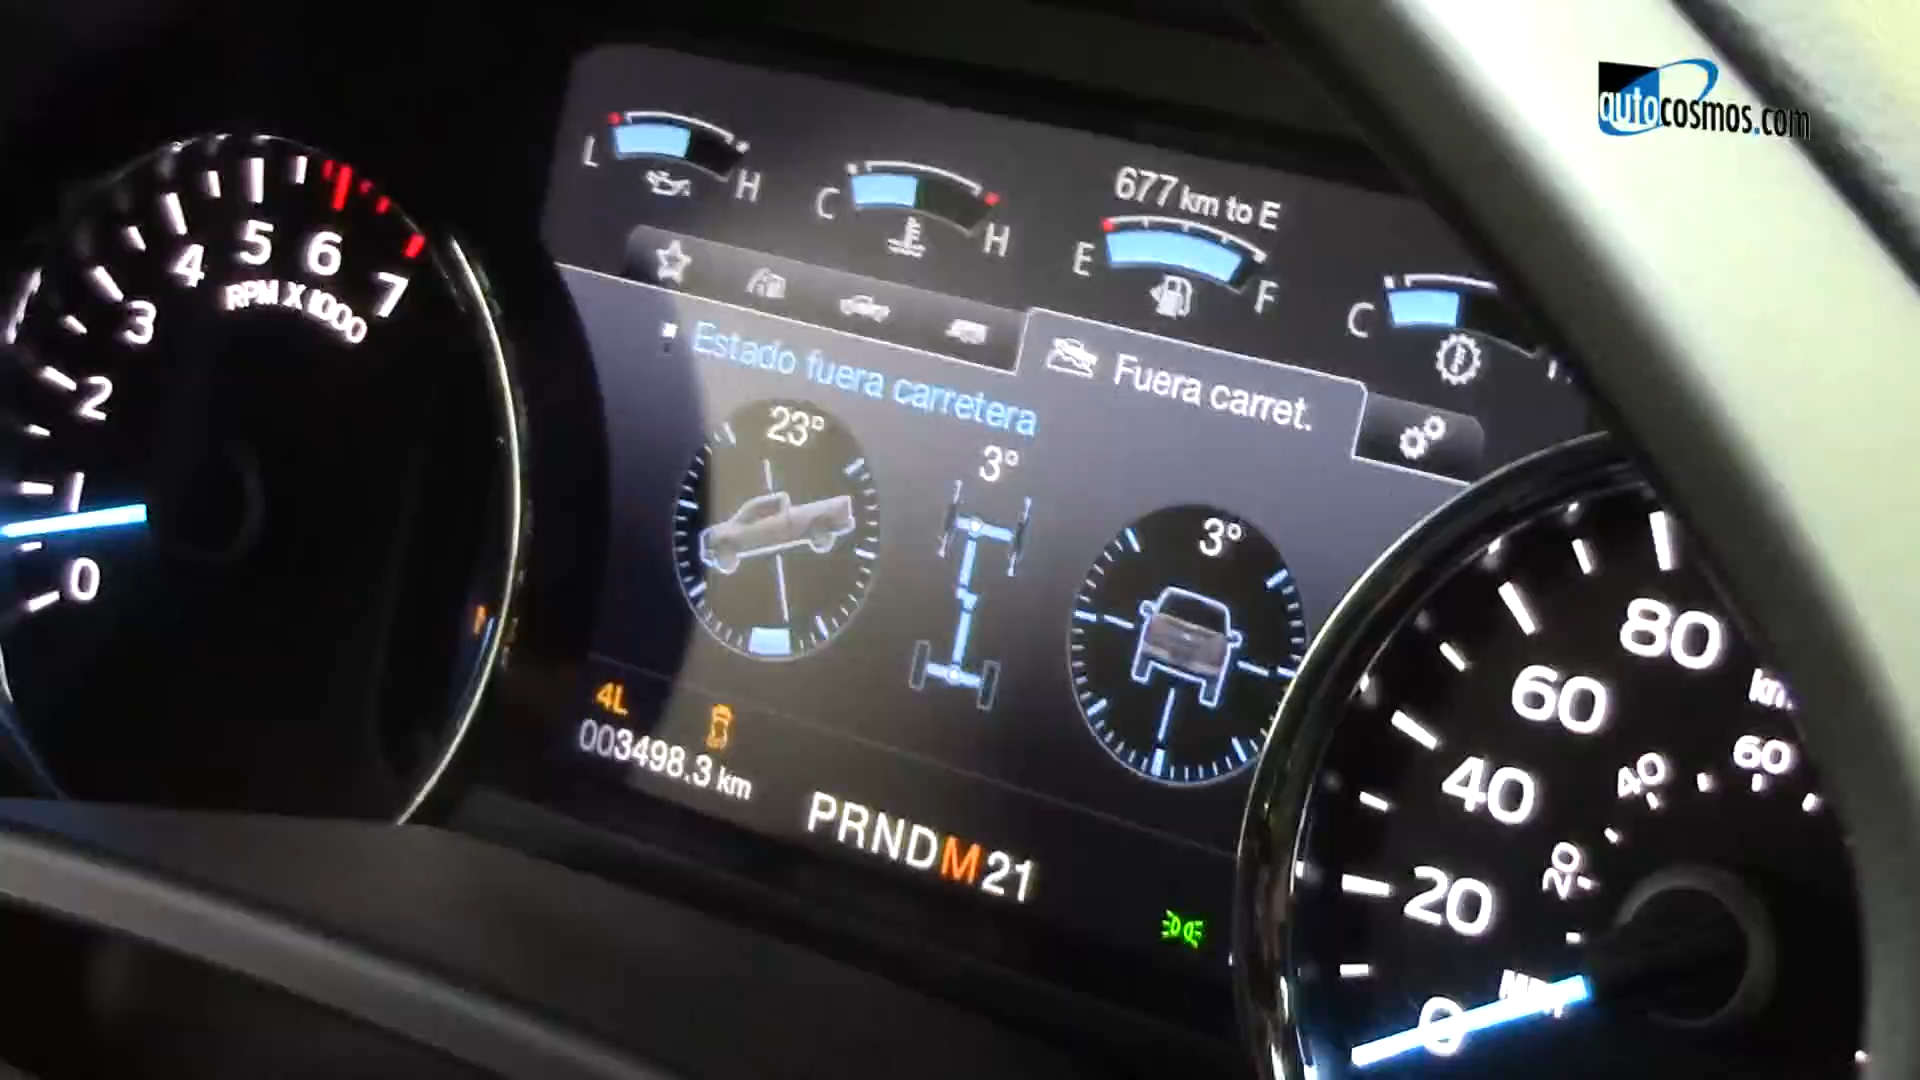 autocosmos.com
L H
C H
677 km to E
E F
C
Fuera carret.
Estado fuera carretera
23°
3°
3°
4L
003498.3 km
PRNDM21
0
1
2
3
4
5
6
7
RPM X 1000
0
20
40
60
80
20
40
60